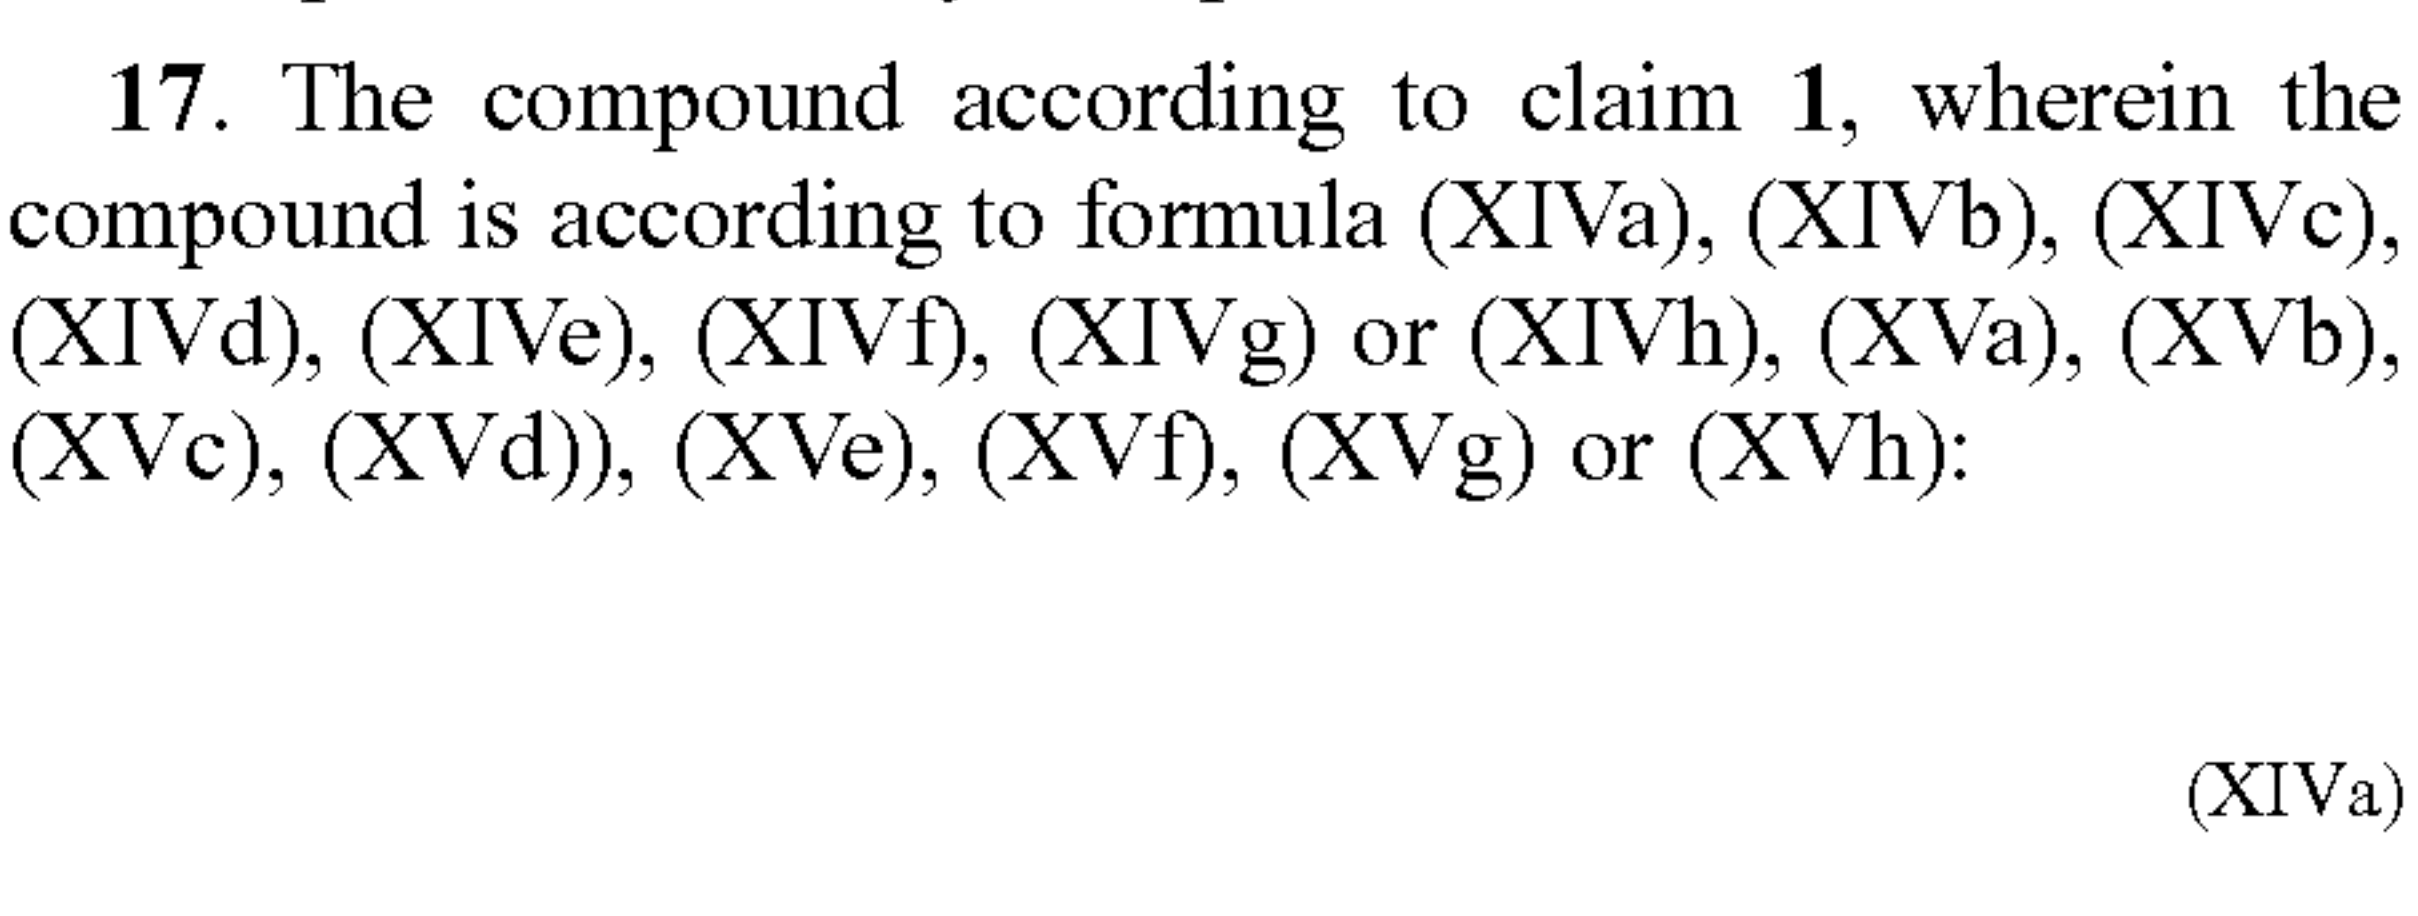 17. The compound according to claim 1, wherein the
compound is according to formula (XIVa), (XIVb), (XIVc),
(XIVd), (XIVe), (XIVf), (XIVg) or (XIVh), (XVa), (XVb),
(XVc), (XVd)), (XVe), (XVf), (XVg) or (XVh):
(XIVa)